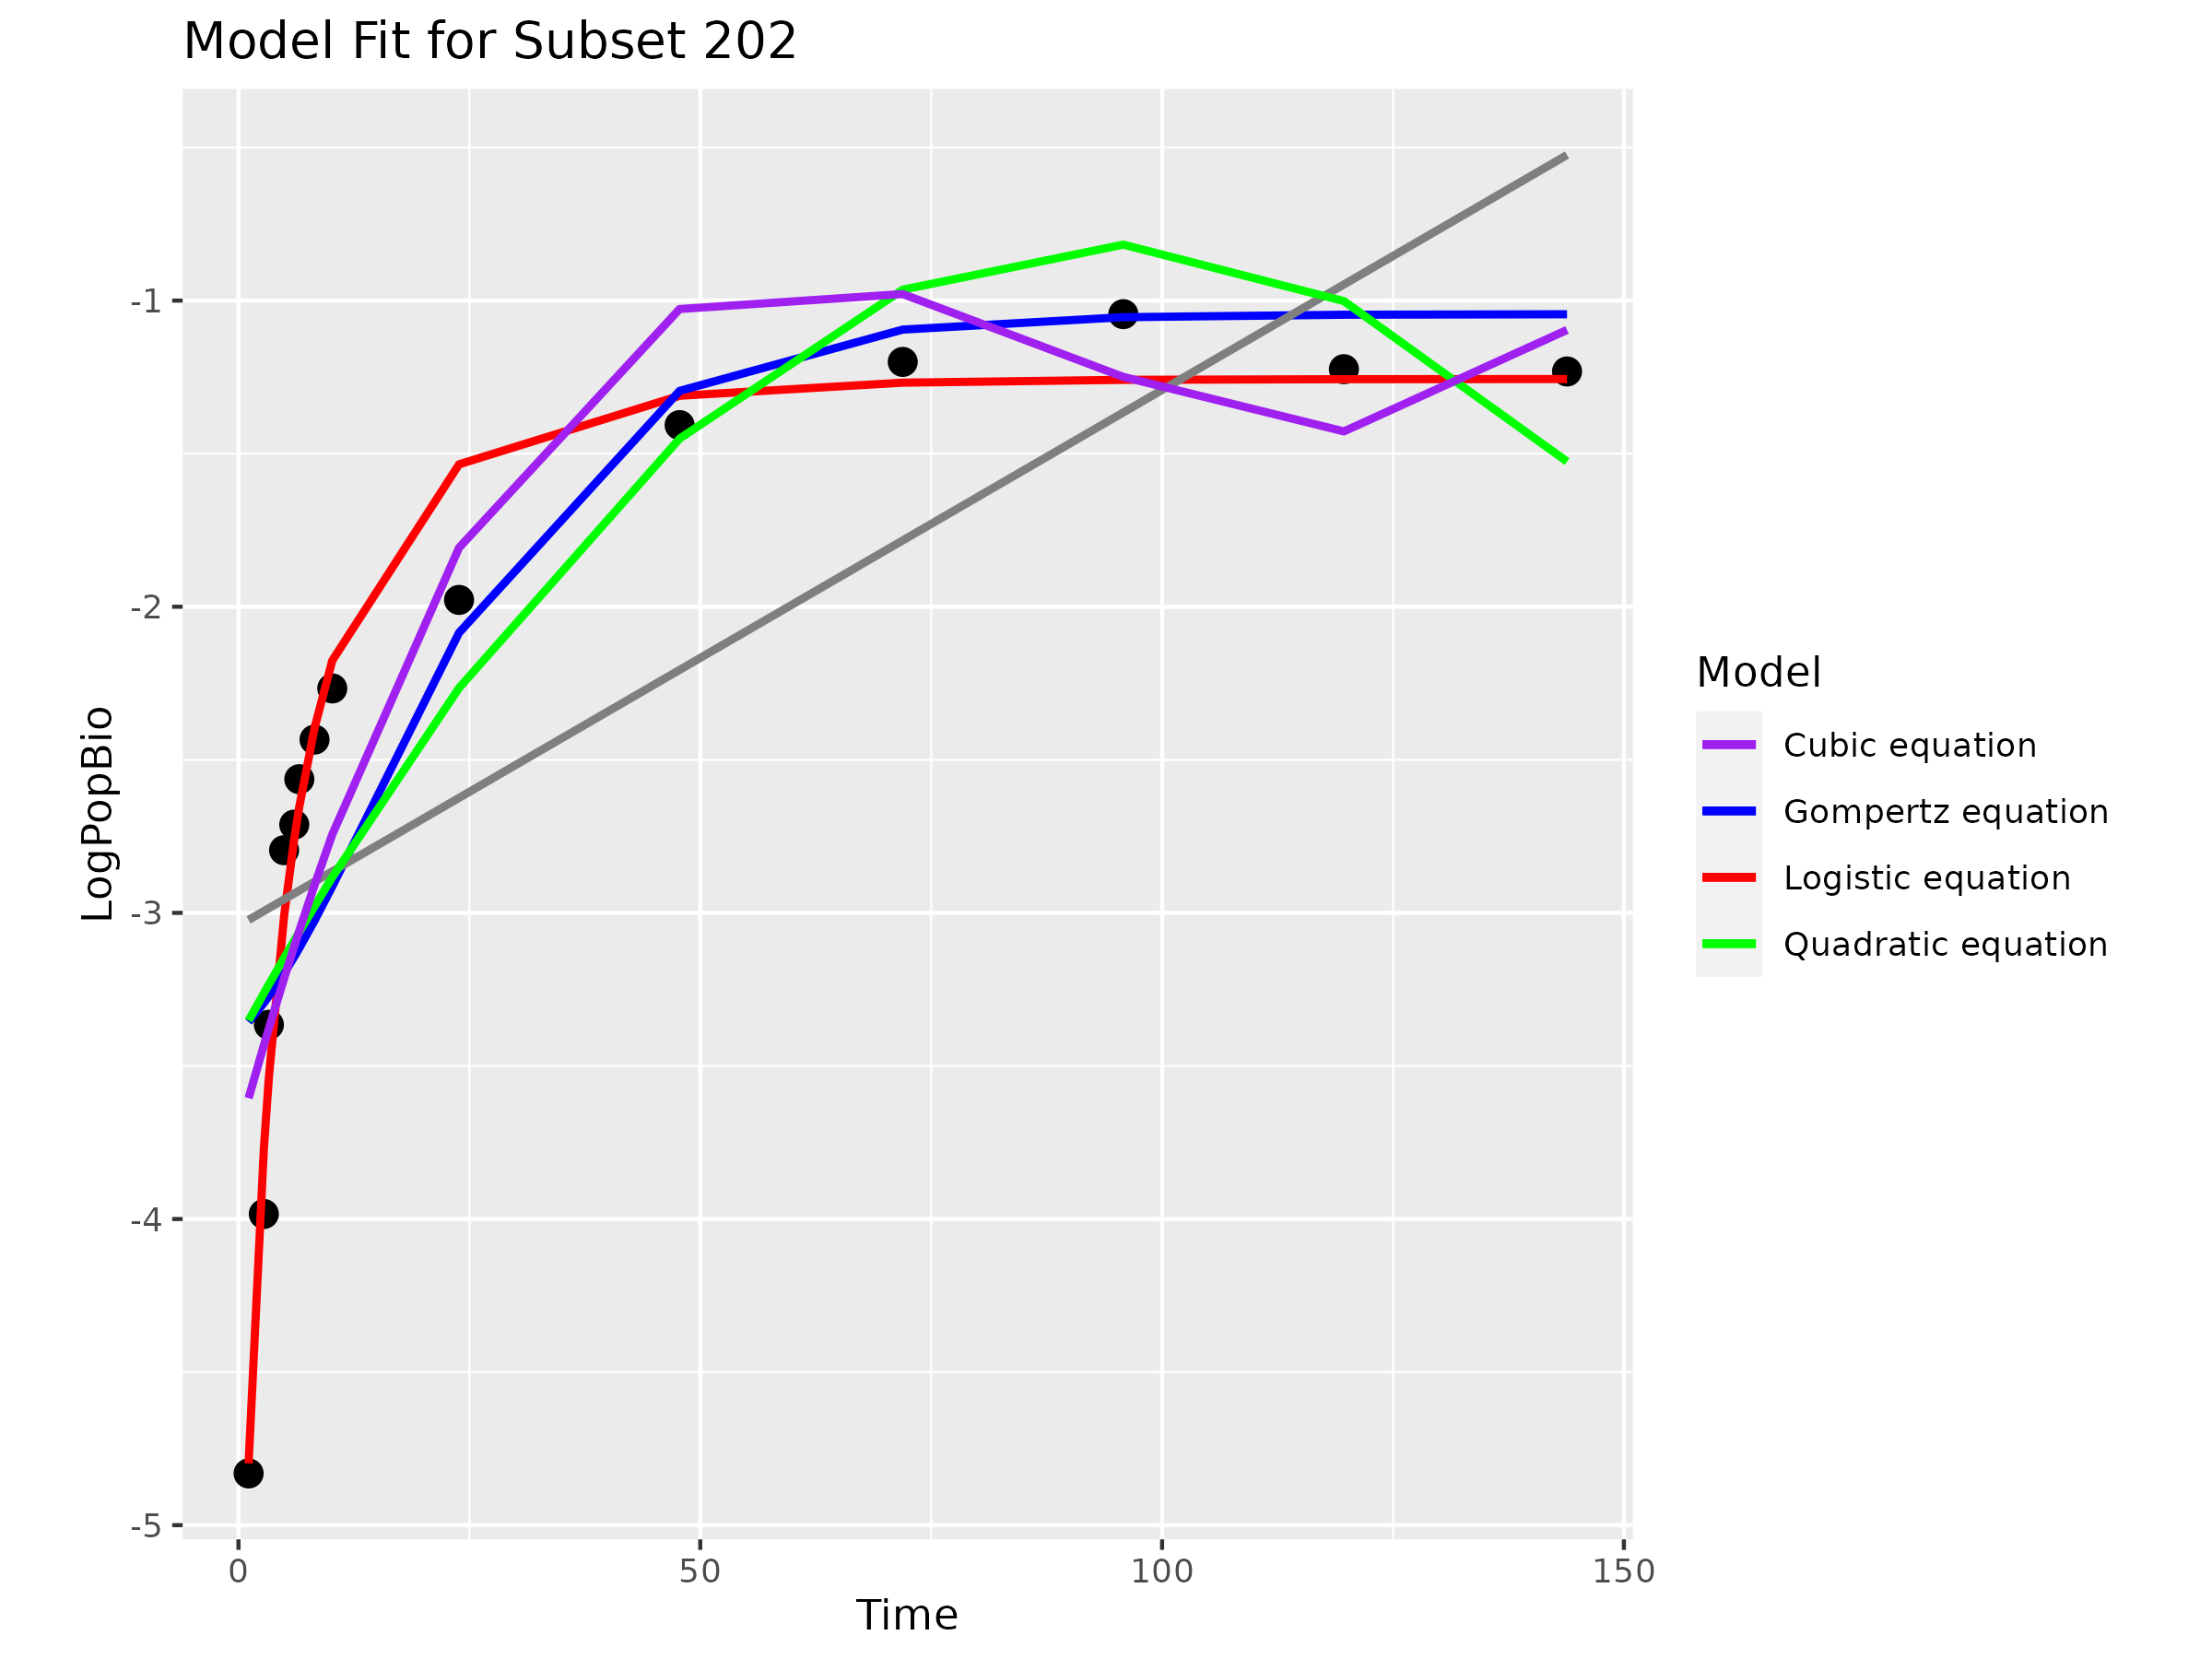 Model Fit for Subset 202
LogPopBio
-1
-2
-3
-4
-5
0 50 100 150
Time
Model
Cubic equation
Gompertz equation
Logistic equation
Quadratic equation